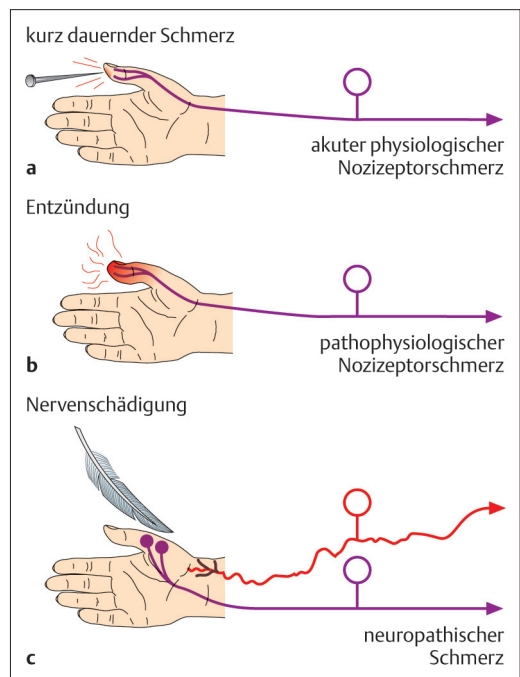 kurz dauernder Schmerz
akuter physiologischer
Nozizeptorschmerz
a
Entzündung
pathophysiologischer
Nozizeptorschmerz
b
Nervenschädigung
neuropathischer
Schmerz
c